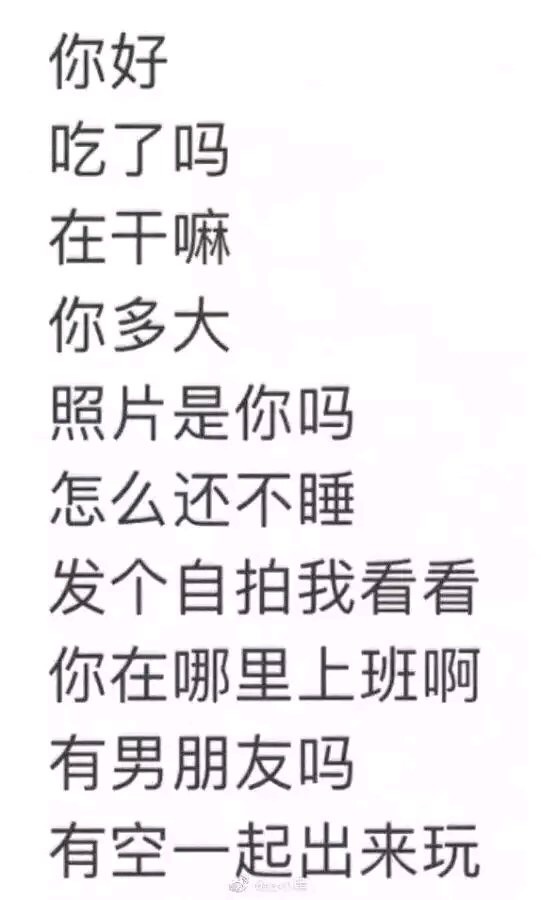 你好
吃了吗
在干嘛
你多大
照片是你吗
怎么还不睡
发个自拍我看看
你在哪里上班啊
有男朋友吗
有空一起出来玩